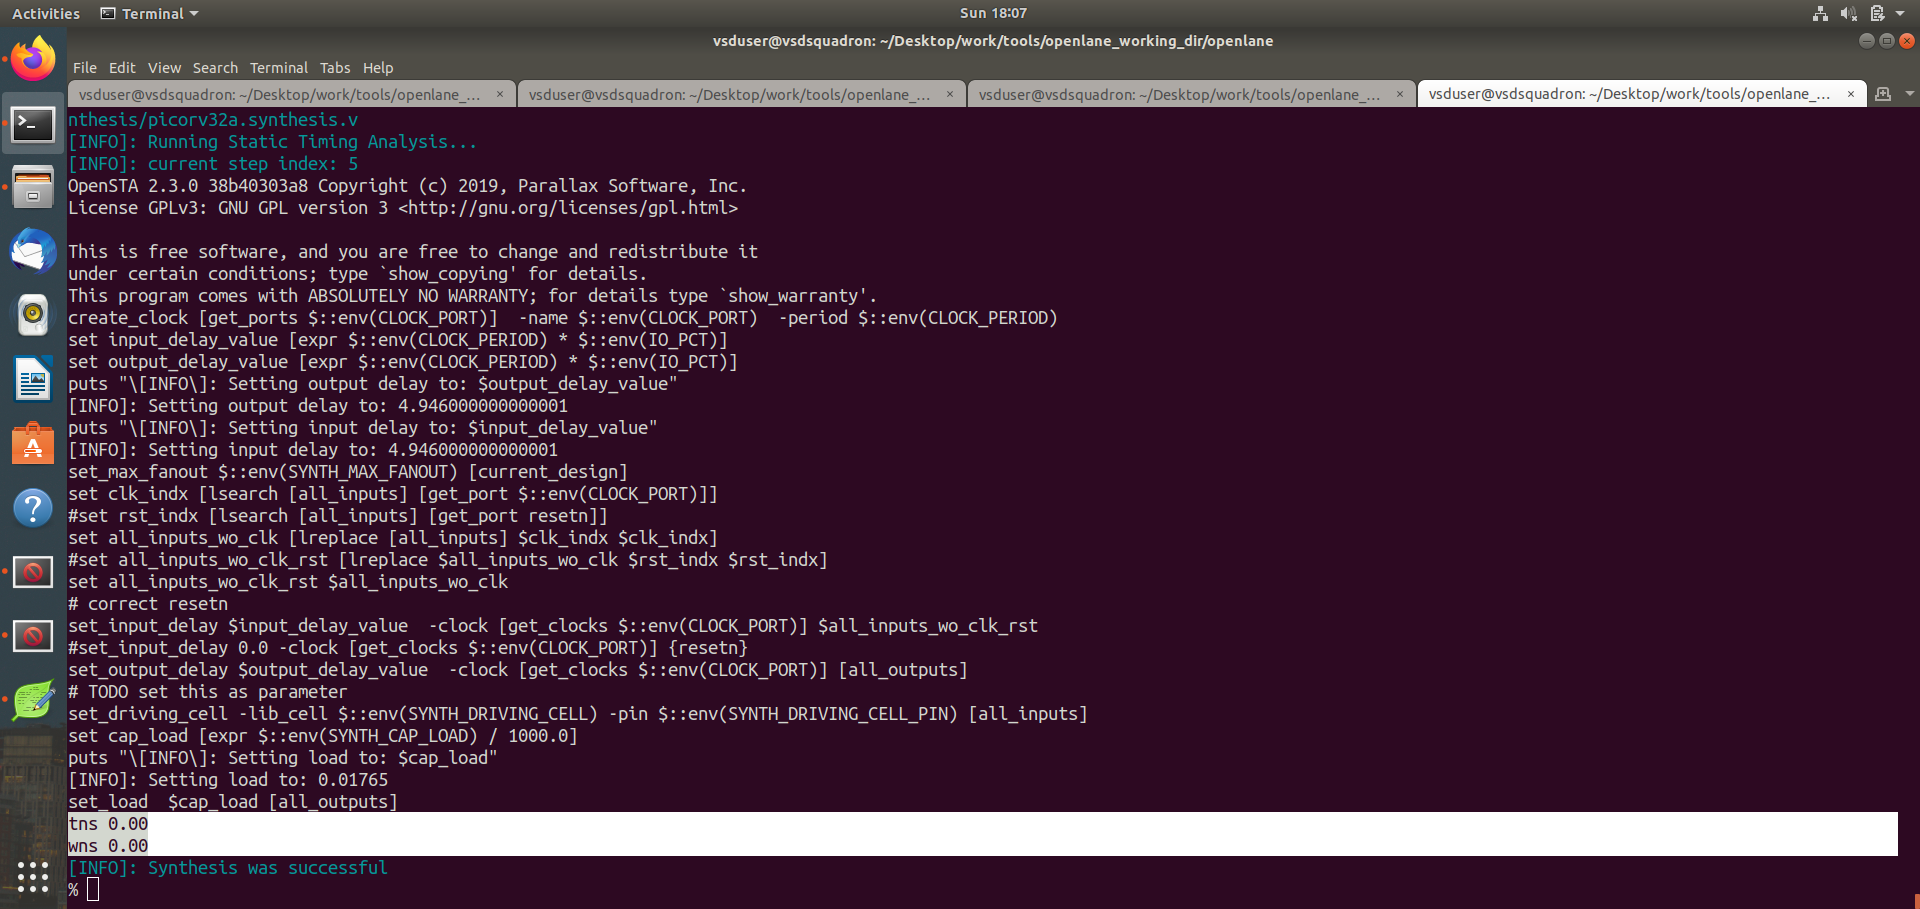 Activities
Terminal
Sun 18:07
vsduser@vsdsquadron: ~/Desktop/work/tools/openlane_working_dir/openlane
File Edit View Search Terminal Tabs Help
vsduser@vsdsquadron: ~/Desktop/work/tools/openlane_...
vsduser@vsdsquadron: ~/Desktop/work/tools/openlane_...
vsduser@vsdsquadron: ~/Desktop/work/tools/openlane_...
vsduser@vsdsquadron: ~/Desktop/work/tools/openlane_...
nthesis/picorv32a.synthesis.v
[INFO]: Running Static Timing Analysis...
[INFO]: current step index: 5
OpenSTA 2.3.0 38b40303a8 Copyright (c) 2019, Parallax Software, Inc.
License GPLv3: GNU GPL version 3 <http://gnu.org/licenses/gpl.html>
This is free software, and you are free to change and redistribute it
under certain conditions; type `show_copying' for details.
This program comes with ABSOLUTELY NO WARRANTY; for details type `show_warranty'.
create_clock [get_ports $::env(CLOCK_PORT)]  -name $::env(CLOCK_PORT)  -period $::env(CLOCK_PERIOD)
set input_delay_value [expr $::env(CLOCK_PERIOD) * $::env(IO_PCT)]
set output_delay_value [expr $::env(CLOCK_PERIOD) * $::env(IO_PCT)]
puts "\[INFO\]: Setting output delay to: $output_delay_value"
[INFO]: Setting output delay to: 4.946000000000001
puts "\[INFO\]: Setting input delay to: $input_delay_value"
[INFO]: Setting input delay to: 4.946000000000001
set_max_fanout $::env(SYNTH_MAX_FANOUT) [current_design]
set clk_indx [lsearch [all_inputs] [get_port $::env(CLOCK_PORT)]]
#set rst_indx [lsearch [all_inputs] [get_port resetn]]
set all_inputs_wo_clk [lreplace [all_inputs] $clk_indx $clk_indx]
#set all_inputs_wo_clk_rst [lreplace $all_inputs_wo_clk $rst_indx $rst_indx]
set all_inputs_wo_clk_rst $all_inputs_wo_clk
# correct resetn
set_input_delay $input_delay_value  -clock [get_clocks $::env(CLOCK_PORT)] $all_inputs_wo_clk_rst
#set_input_delay 0.0 -clock [get_clocks $::env(CLOCK_PORT)] {resetn}
set_output_delay $output_delay_value  -clock [get_clocks $::env(CLOCK_PORT)] [all_outputs]
# TODO set this as parameter
set_driving_cell -lib_cell $::env(SYNTH_DRIVING_CELL) -pin $::env(SYNTH_DRIVING_CELL_PIN) [all_inputs]
set cap_load [expr $::env(SYNTH_CAP_LOAD) / 1000.0]
puts "\[INFO\]: Setting load to: $cap_load"
[INFO]: Setting load to: 0.01765
set_load  $cap_load [all_outputs]
tns 0.00
wns 0.00
[INFO]: Synthesis was successful
%